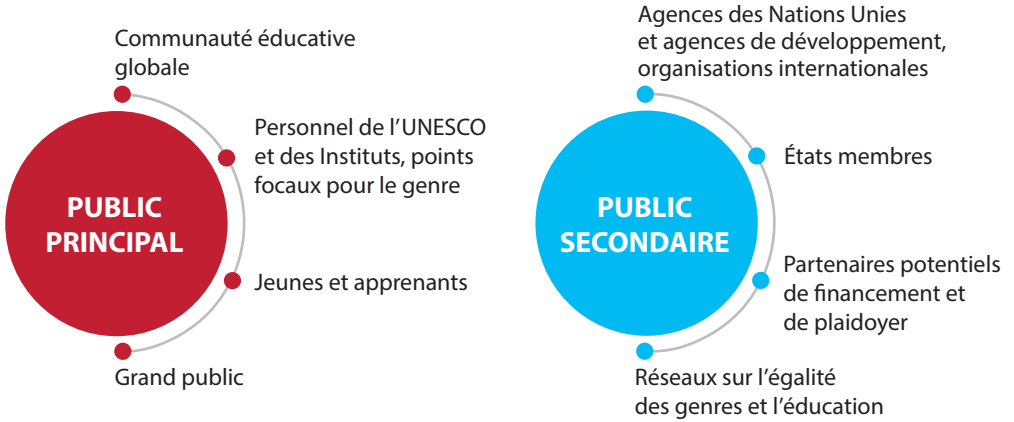 Communauté éducative
globale
Personnel de l’UNESCO
et des Instituts, points
focaux pour le genre
PUBLIC
PRINCIPAL
Jeunes et apprenants
Grand public
Agences des Nations Unies
et agences de développement,
organisations internationales
États membres
PUBLIC
SECONDAIRE
Partenaires potentiels
de financement et
de plaidoyer
Réseaux sur l’égalité
des genres et l’éducation